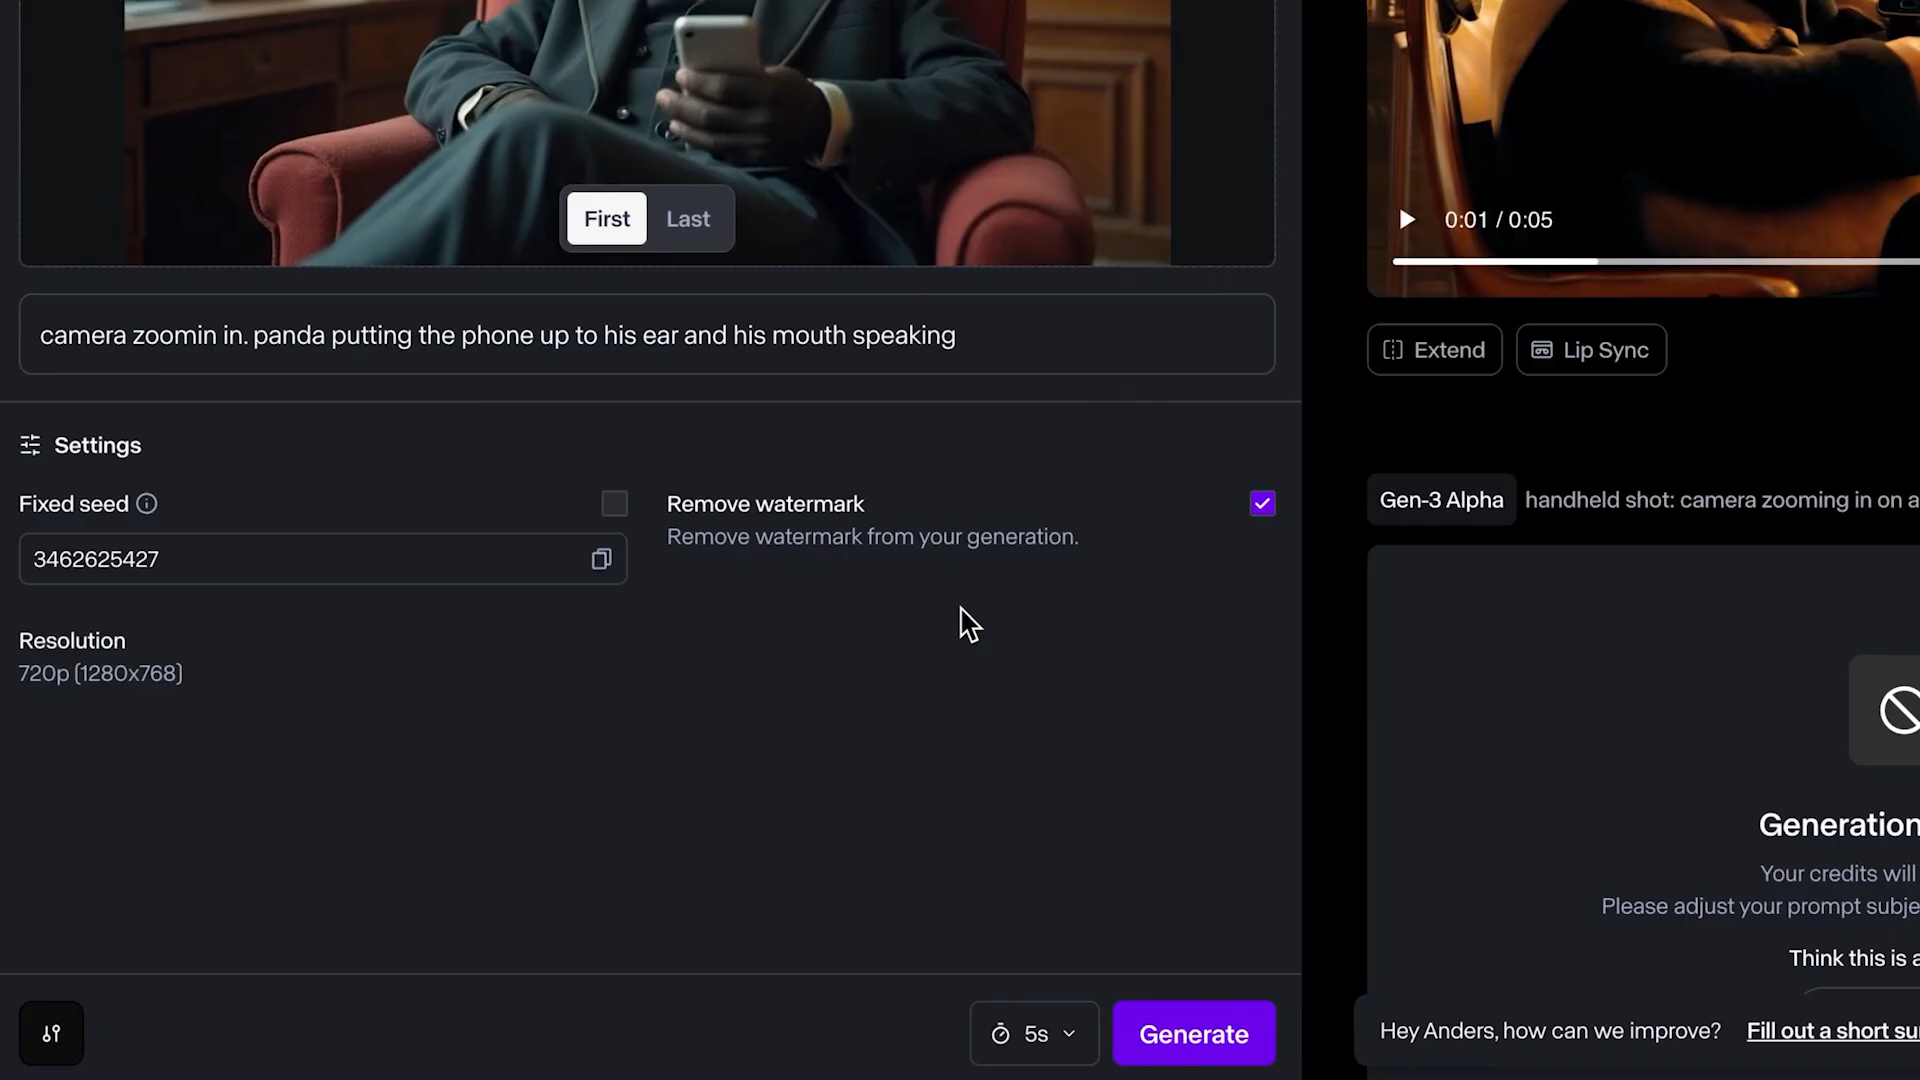 First Last
camera zoomin in. panda putting the phone up to his ear and his mouth speaking
Settings
Fixed seed
3462625427
Remove watermark
Remove watermark from your generation.
Resolution
720p (1280x768)
5s
Generate
0:01 / 0:05
Extend
Lip Sync
Gen-3 Alpha handheld shot: camera zooming in on a
Generation
Your credits will
Please adjust your prompt subje
Think this is a
Hey Anders, how can we improve? Fill out a short su